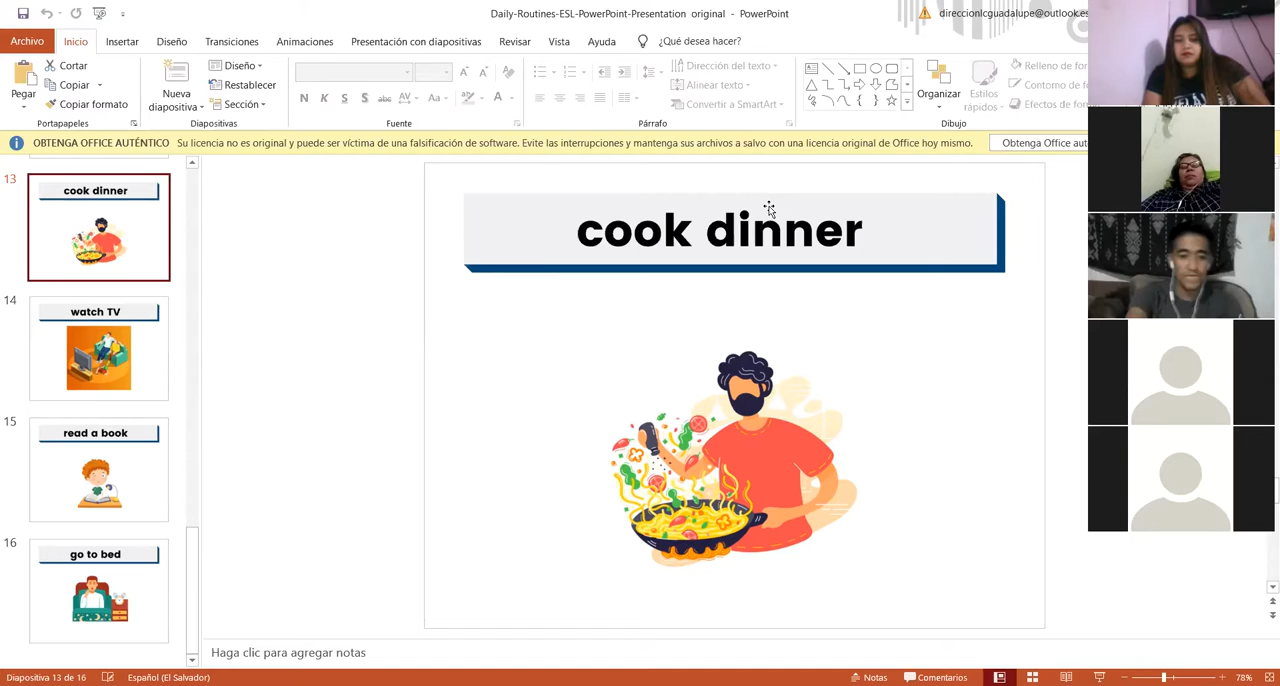 Daily-Routines-ESL-PowerPoint-Presentation original - PowerPoint
direccionlcguadalupe@outlook.es
Archivo Inicio Insertar Diseño Transiciones Animaciones Presentación con diapositivas Revisar Vista Ayuda ¿Qué desea hacer?
Pegar
Cortar
Copiar
Copiar formato
Portapapeles
Nueva
diapositiva
Diseño
Restablecer
Sección
Diapositivas
N K S S abc AV Aa A
Fuente
Dirección del texto
Alinear texto
Convertir a SmartArt
Párrafo
Organizar
Estilos
rápidos
Relleno de
Contorno de
Efectos de
Dibujo
OBTENGA OFFICE AUTÉNTICO Su licencia no es original y puede ser víctima de una falsificación de software. Evite las interrupciones y mantenga sus archivos a salvo con una licencia original de Office hoy mismo.
Obtenga Office
13
cook dinner
14
watch TV
15
read a book
16
go to bed
cook dinner
Haga clic para agregar notas
Diapositiva 13 de 16 Español (El Salvador) Notas Comentarios 78%